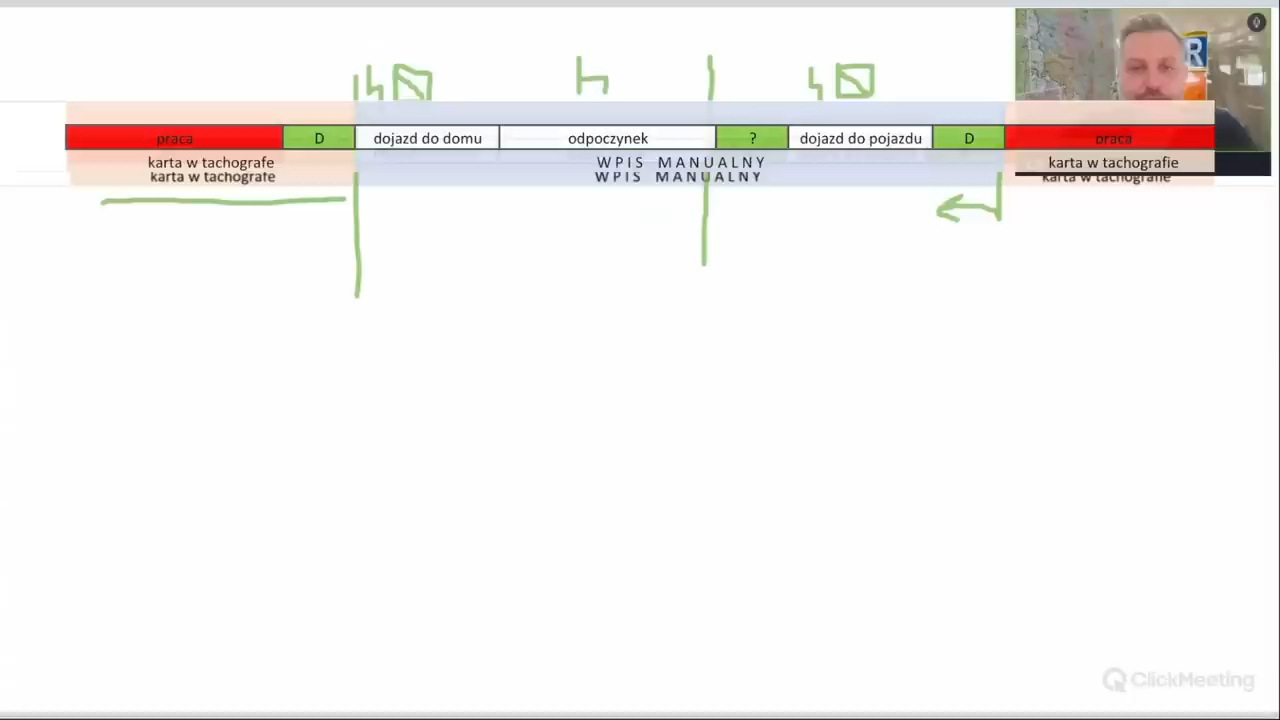 R
praca D dojazd do domu odpoczynek ? dojazd do pojazdu D praca
karta w tachografe WPIS MANUALNY karta w tachografie
karta w tachografe WPIS MANUALNY karta w tachografie
ClickMeeting